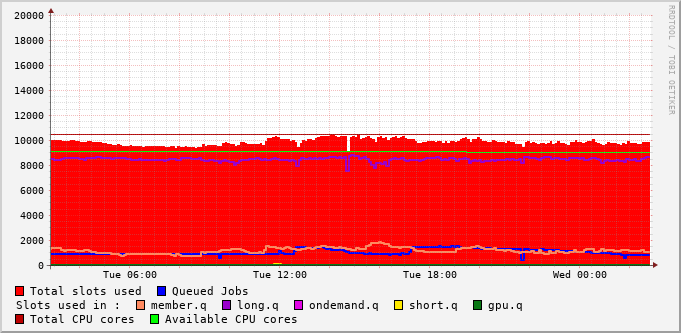 20000
18000
16000
14000
12000
10000
8000
6000
4000
2000
0
Tue 06:00 Tue 12:00 Tue 18:00 Wed 00:00
Total slots used Queued Jobs
Slots used in : member.q long.q ondemand.q short.q gpu.q
Total CPU cores Available CPU cores
RRDTOOL / TOBI OETIKER